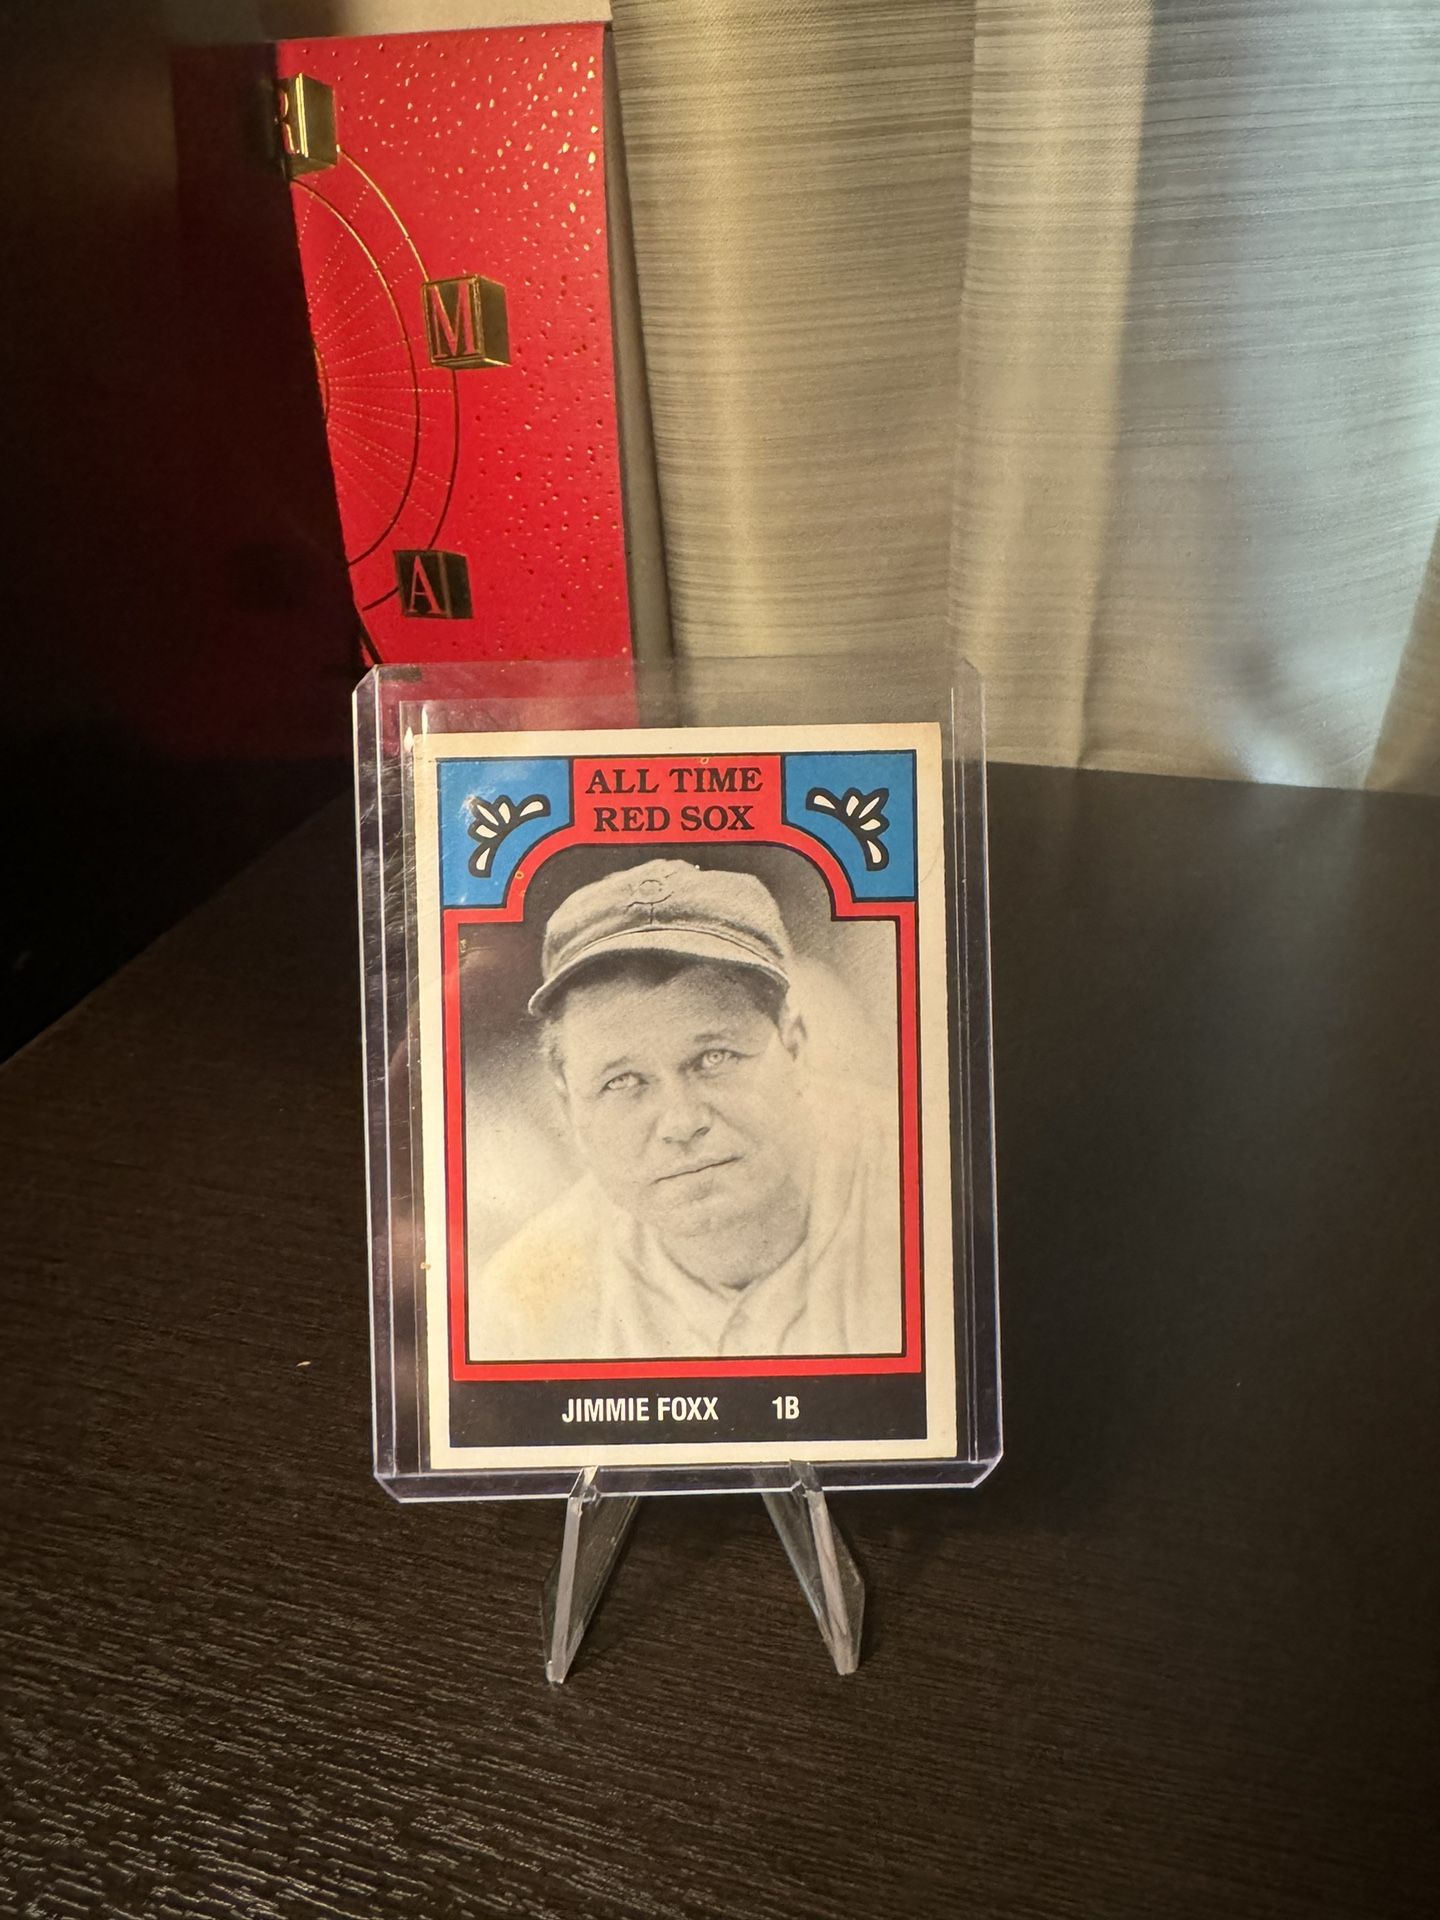 R
M
A
ALL TIME
RED SOX
JIMMIE FOXX 1B